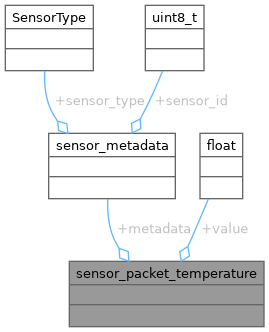 SensorType
uint8_t
+sensor_type
+sensor_id
sensor_metadata
float
+metadata
+value
sensor_packet_temperature